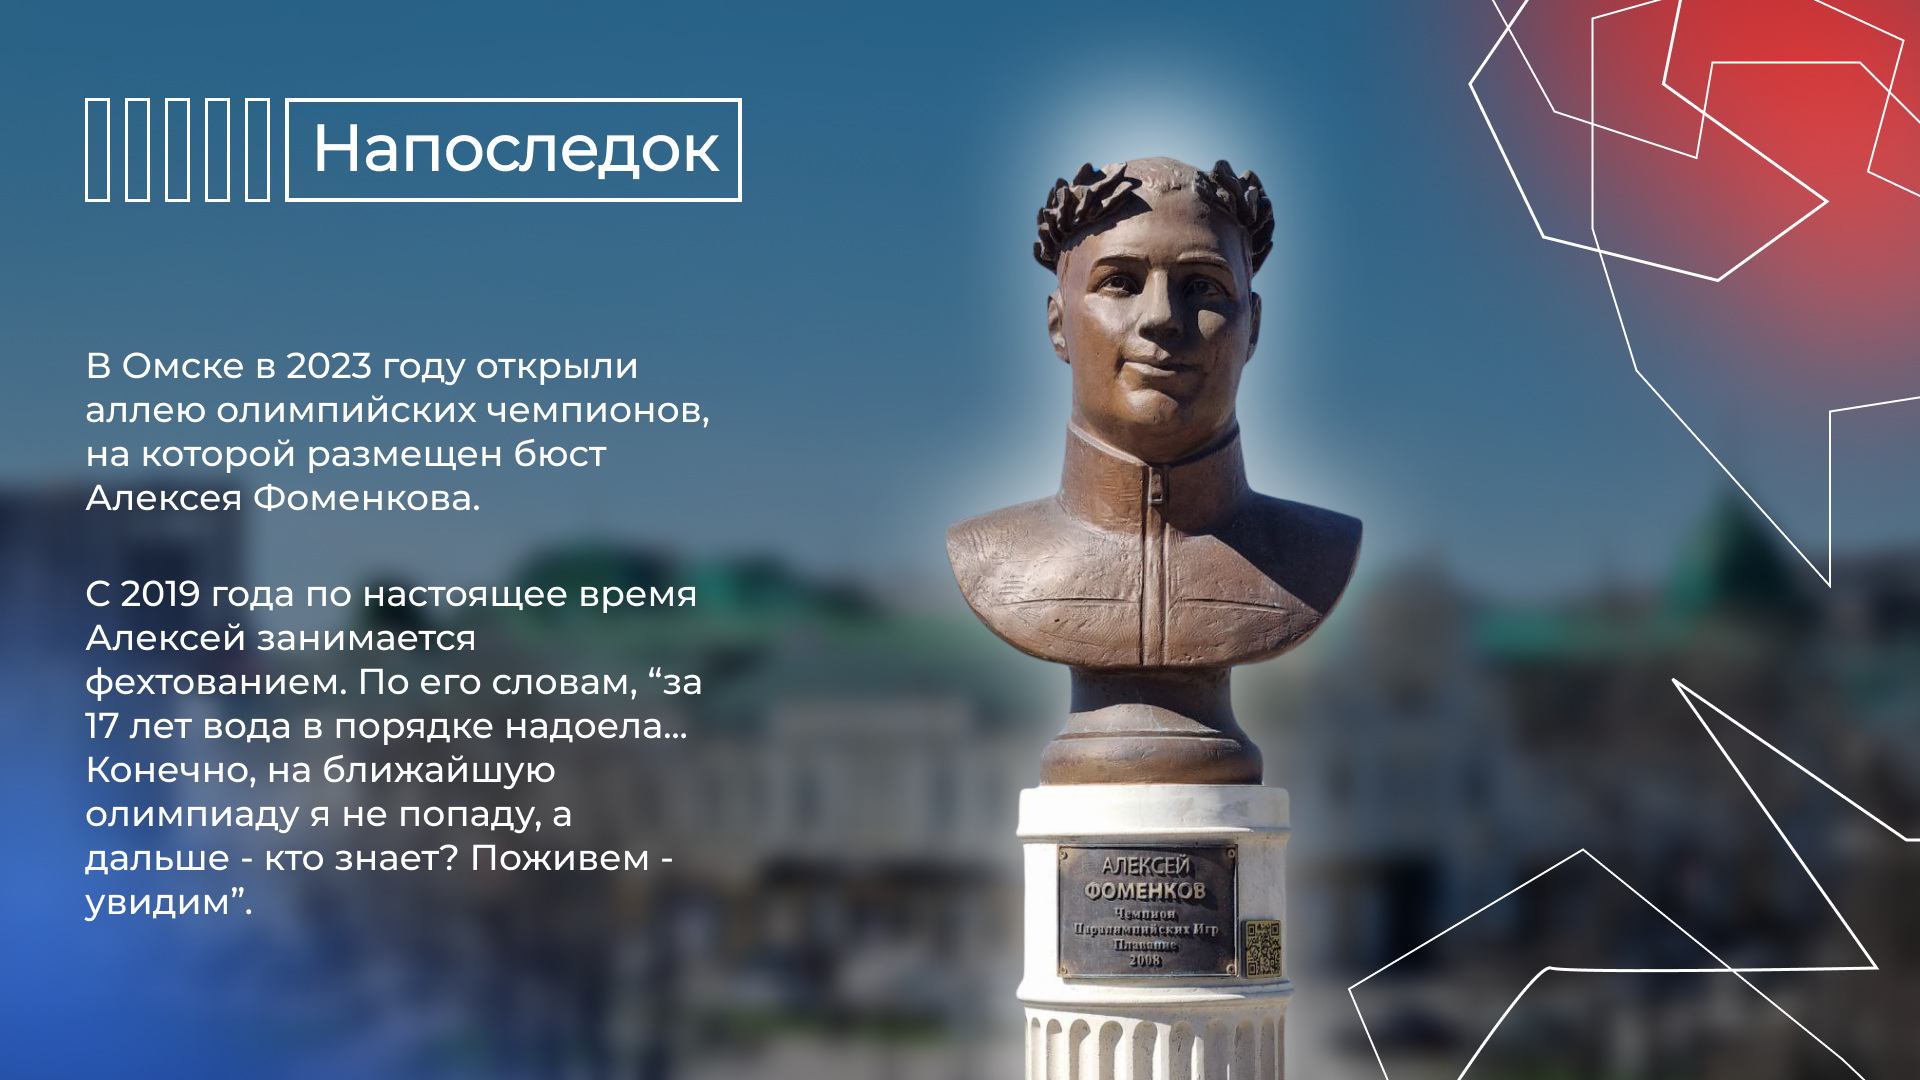 Напоследок
В Омске в 2023 году открыли
аллею олимпийских чемпионов,
на которой размещен бюст
Алексея Фоменкова.
С 2019 года по настоящее время
Алексей занимается
фехтованием. По его словам, “за
17 лет вода в порядке надоела...
Конечно, на ближайшую
олимпиаду я не попаду, а
дальше - кто знает? Поживем -
увидим”.
АЛЕКСЕЙ
ФОМЕНКОВ
Чемпион
Паралимпийских Игр
Плавание
2008